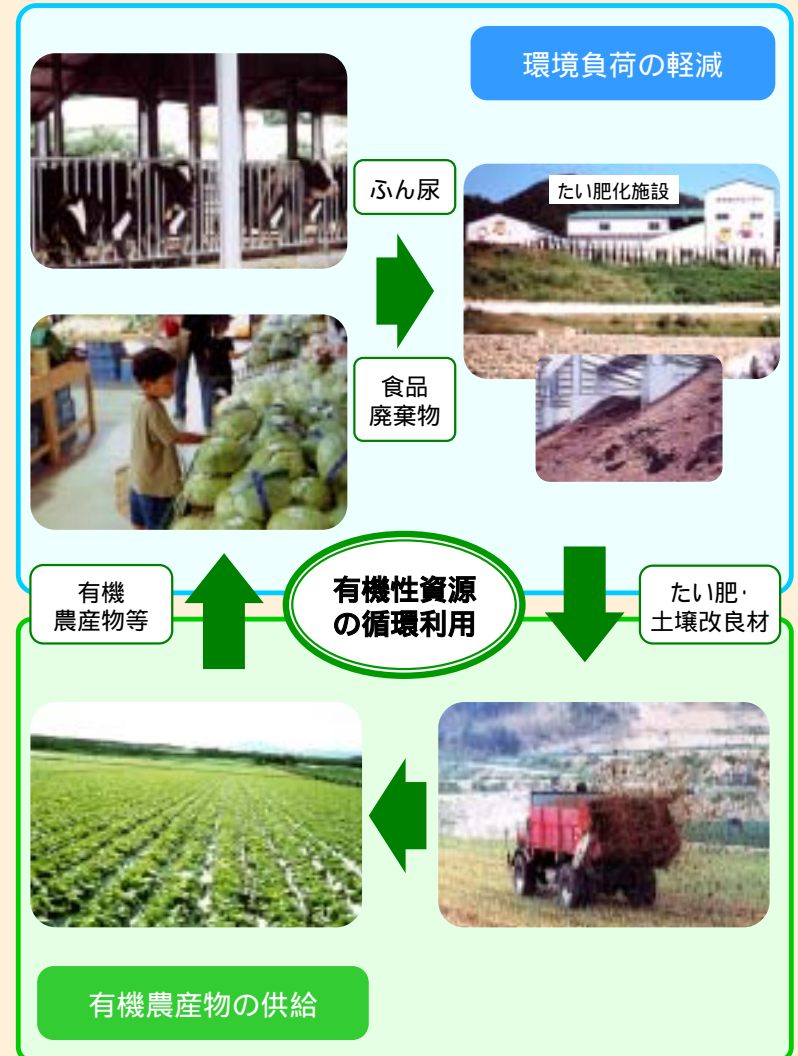 環境負荷の軽減
ふん尿
たい肥化施設
食品
廃棄物
有機
農産物等
有機性資源
の循環利用
たい肥・
土壌改良材
有機農産物の供給